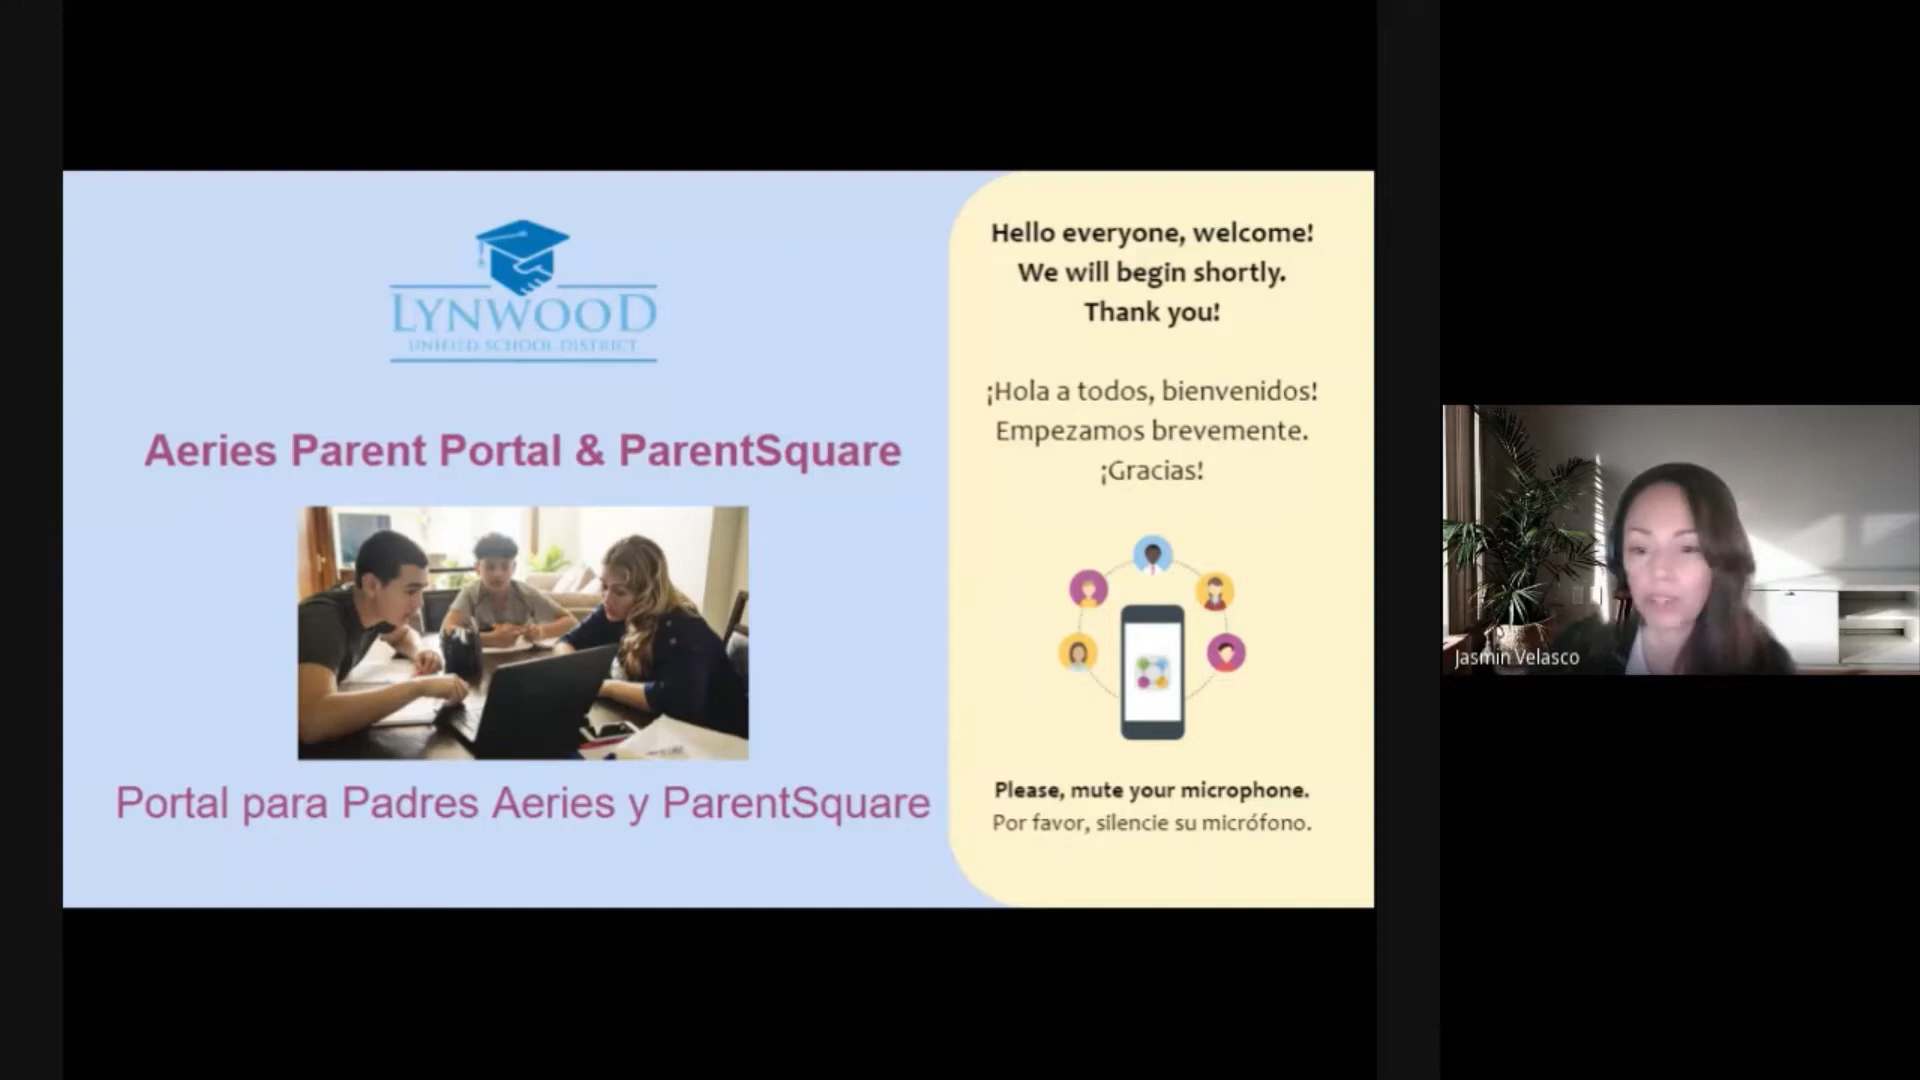 LYNWOOD
UNIFIED SCHOOL DISTRICT
Aeries Parent Portal & ParentSquare
Portal para Padres Aeries y ParentSquare
Hello everyone, welcome!
We will begin shortly.
Thank you!
¡Hola a todos, bienvenidos!
Empezamos brevemente.
¡Gracias!
Please, mute your microphone.
Por favor, silencie su micrófono.
Jasmin Velasco